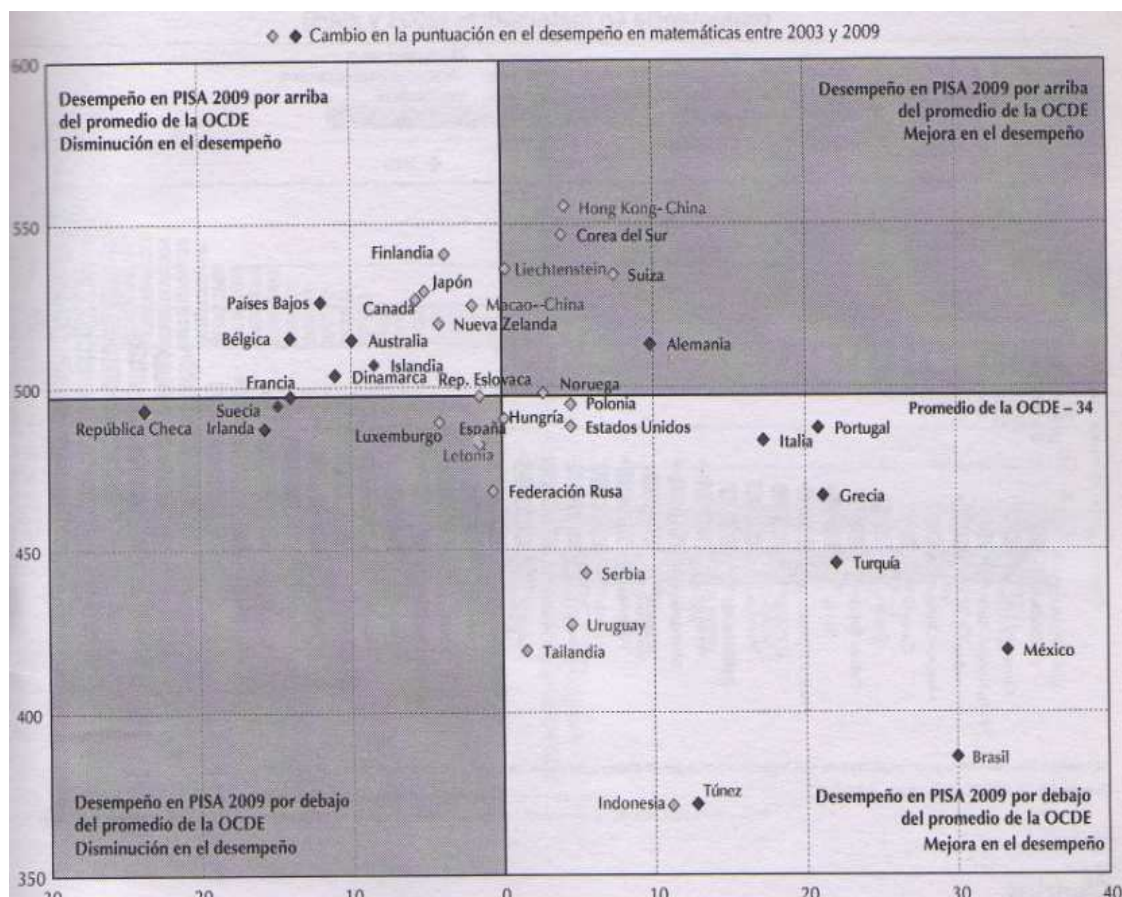 Cambio en la puntuación en el desempeño en matemáticas entre 2003 y 2009
600
Desempeño en PISA 2009 por arriba
del promedio de la OCDE
Disminución en el desempeño
Desempeño en PISA 2009 por arriba
del promedio de la OCDE
Mejora en el desempeño
Hong Kong-China
550
Corea del Sur
Finlandia
Liechtenstein
Suiza
Japón
Países Bajos
Canadá
Macao--China
Nueva Zelanda
Bélgica
Australia
Alemania
Islandia
Francia
Dinamarca
Rep. Eslovaca
Noruega
500
Polonia
Promedio de la OCDE – 34
Suecia
Hungría
República Checa
Irlanda
Luxemburgo
España
Estados Unidos
Portugal
Italia
Letonia
Federación Rusa
Grecia
450
Turquía
Serbia
Uruguay
Tailandia
México
400
Brasil
Indonesia
Túnez
Desempeño en PISA 2009 por debajo
del promedio de la OCDE
Disminución en el desempeño
Desempeño en PISA 2009 por debajo
del promedio de la OCDE
Mejora en el desempeño
350
20
10
0
10
20
30
40